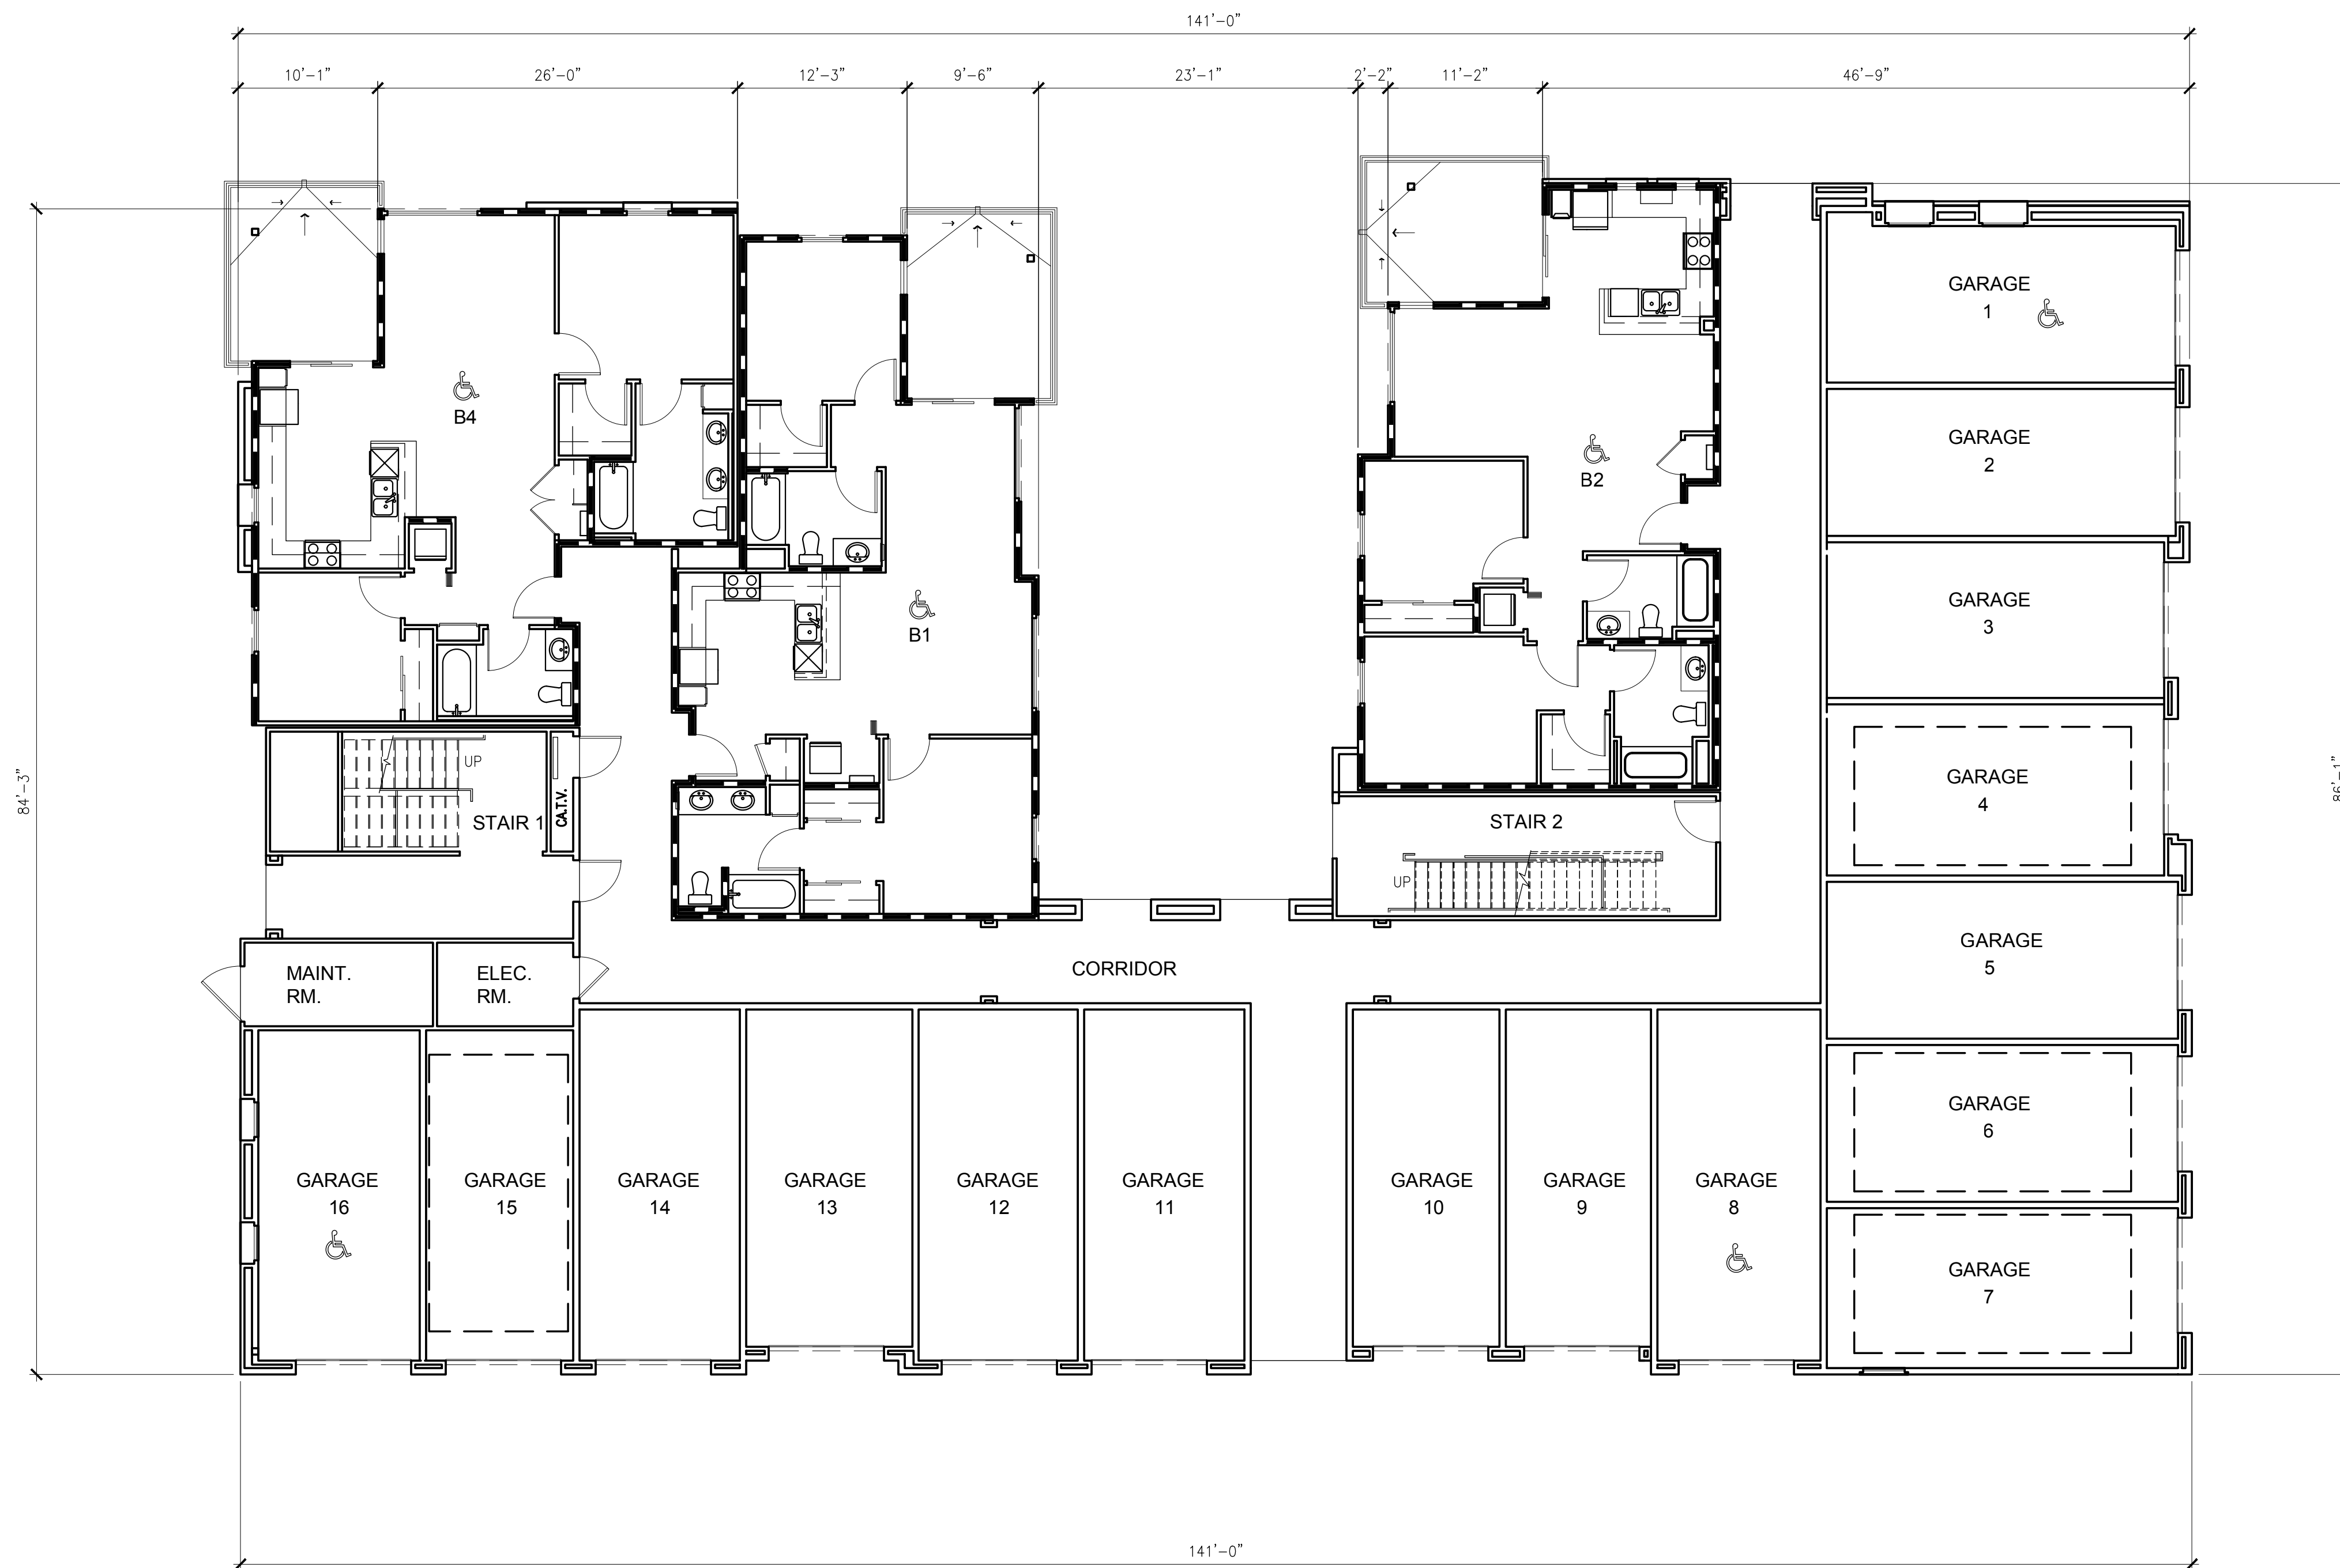 141'-0"
10'-1"
26'-0"
12'-3"
9'-6"
23'-1"
2'-2"
11'-2"
46'-9"
84'-3"
86'-1"
B4
B1
B2
GARAGE
1
GARAGE
2
GARAGE
3
GARAGE
4
GARAGE
5
GARAGE
6
GARAGE
7
UP
STAIR 1
CA.T.V.
STAIR 2
UP
MAINT.
RM.
ELEC.
RM.
CORRIDOR
GARAGE
16
GARAGE
15
GARAGE
14
GARAGE
13
GARAGE
12
GARAGE
11
GARAGE
10
GARAGE
9
GARAGE
8
141'-0"